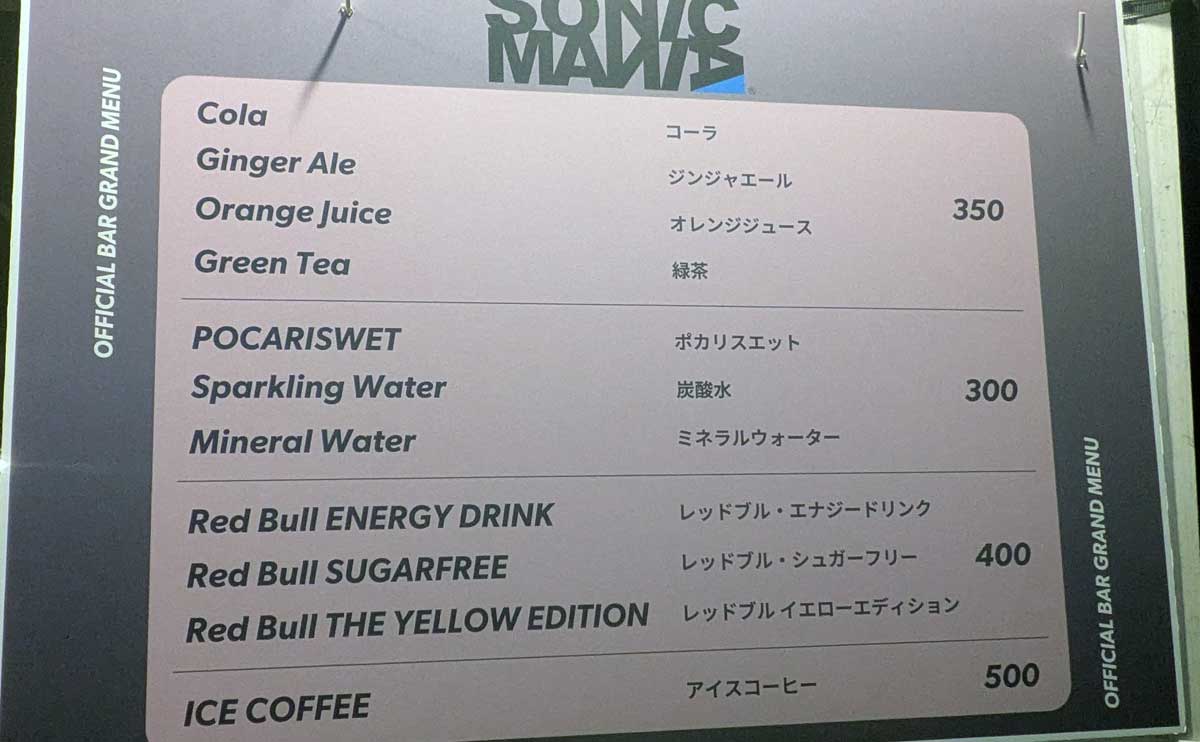 SONIC
MANIA
OFFICIAL BAR GRAND MENU
Cola コーラ
Ginger Ale ジンジャエール
Orange Juice オレンジジュース 350
Green Tea 緑茶
POCARISWET ポカリスエット
Sparkling Water 炭酸水 300
Mineral Water ミネラルウォーター
Red Bull ENERGY DRINK レッドブル・エナジードリンク
Red Bull SUGARFREE レッドブル・シュガーフリー 400
Red Bull THE YELLOW EDITION レッドブル イエローエディション
ICE COFFEE アイスコーヒー 500
OFFICIAL BAR GRAND MENU